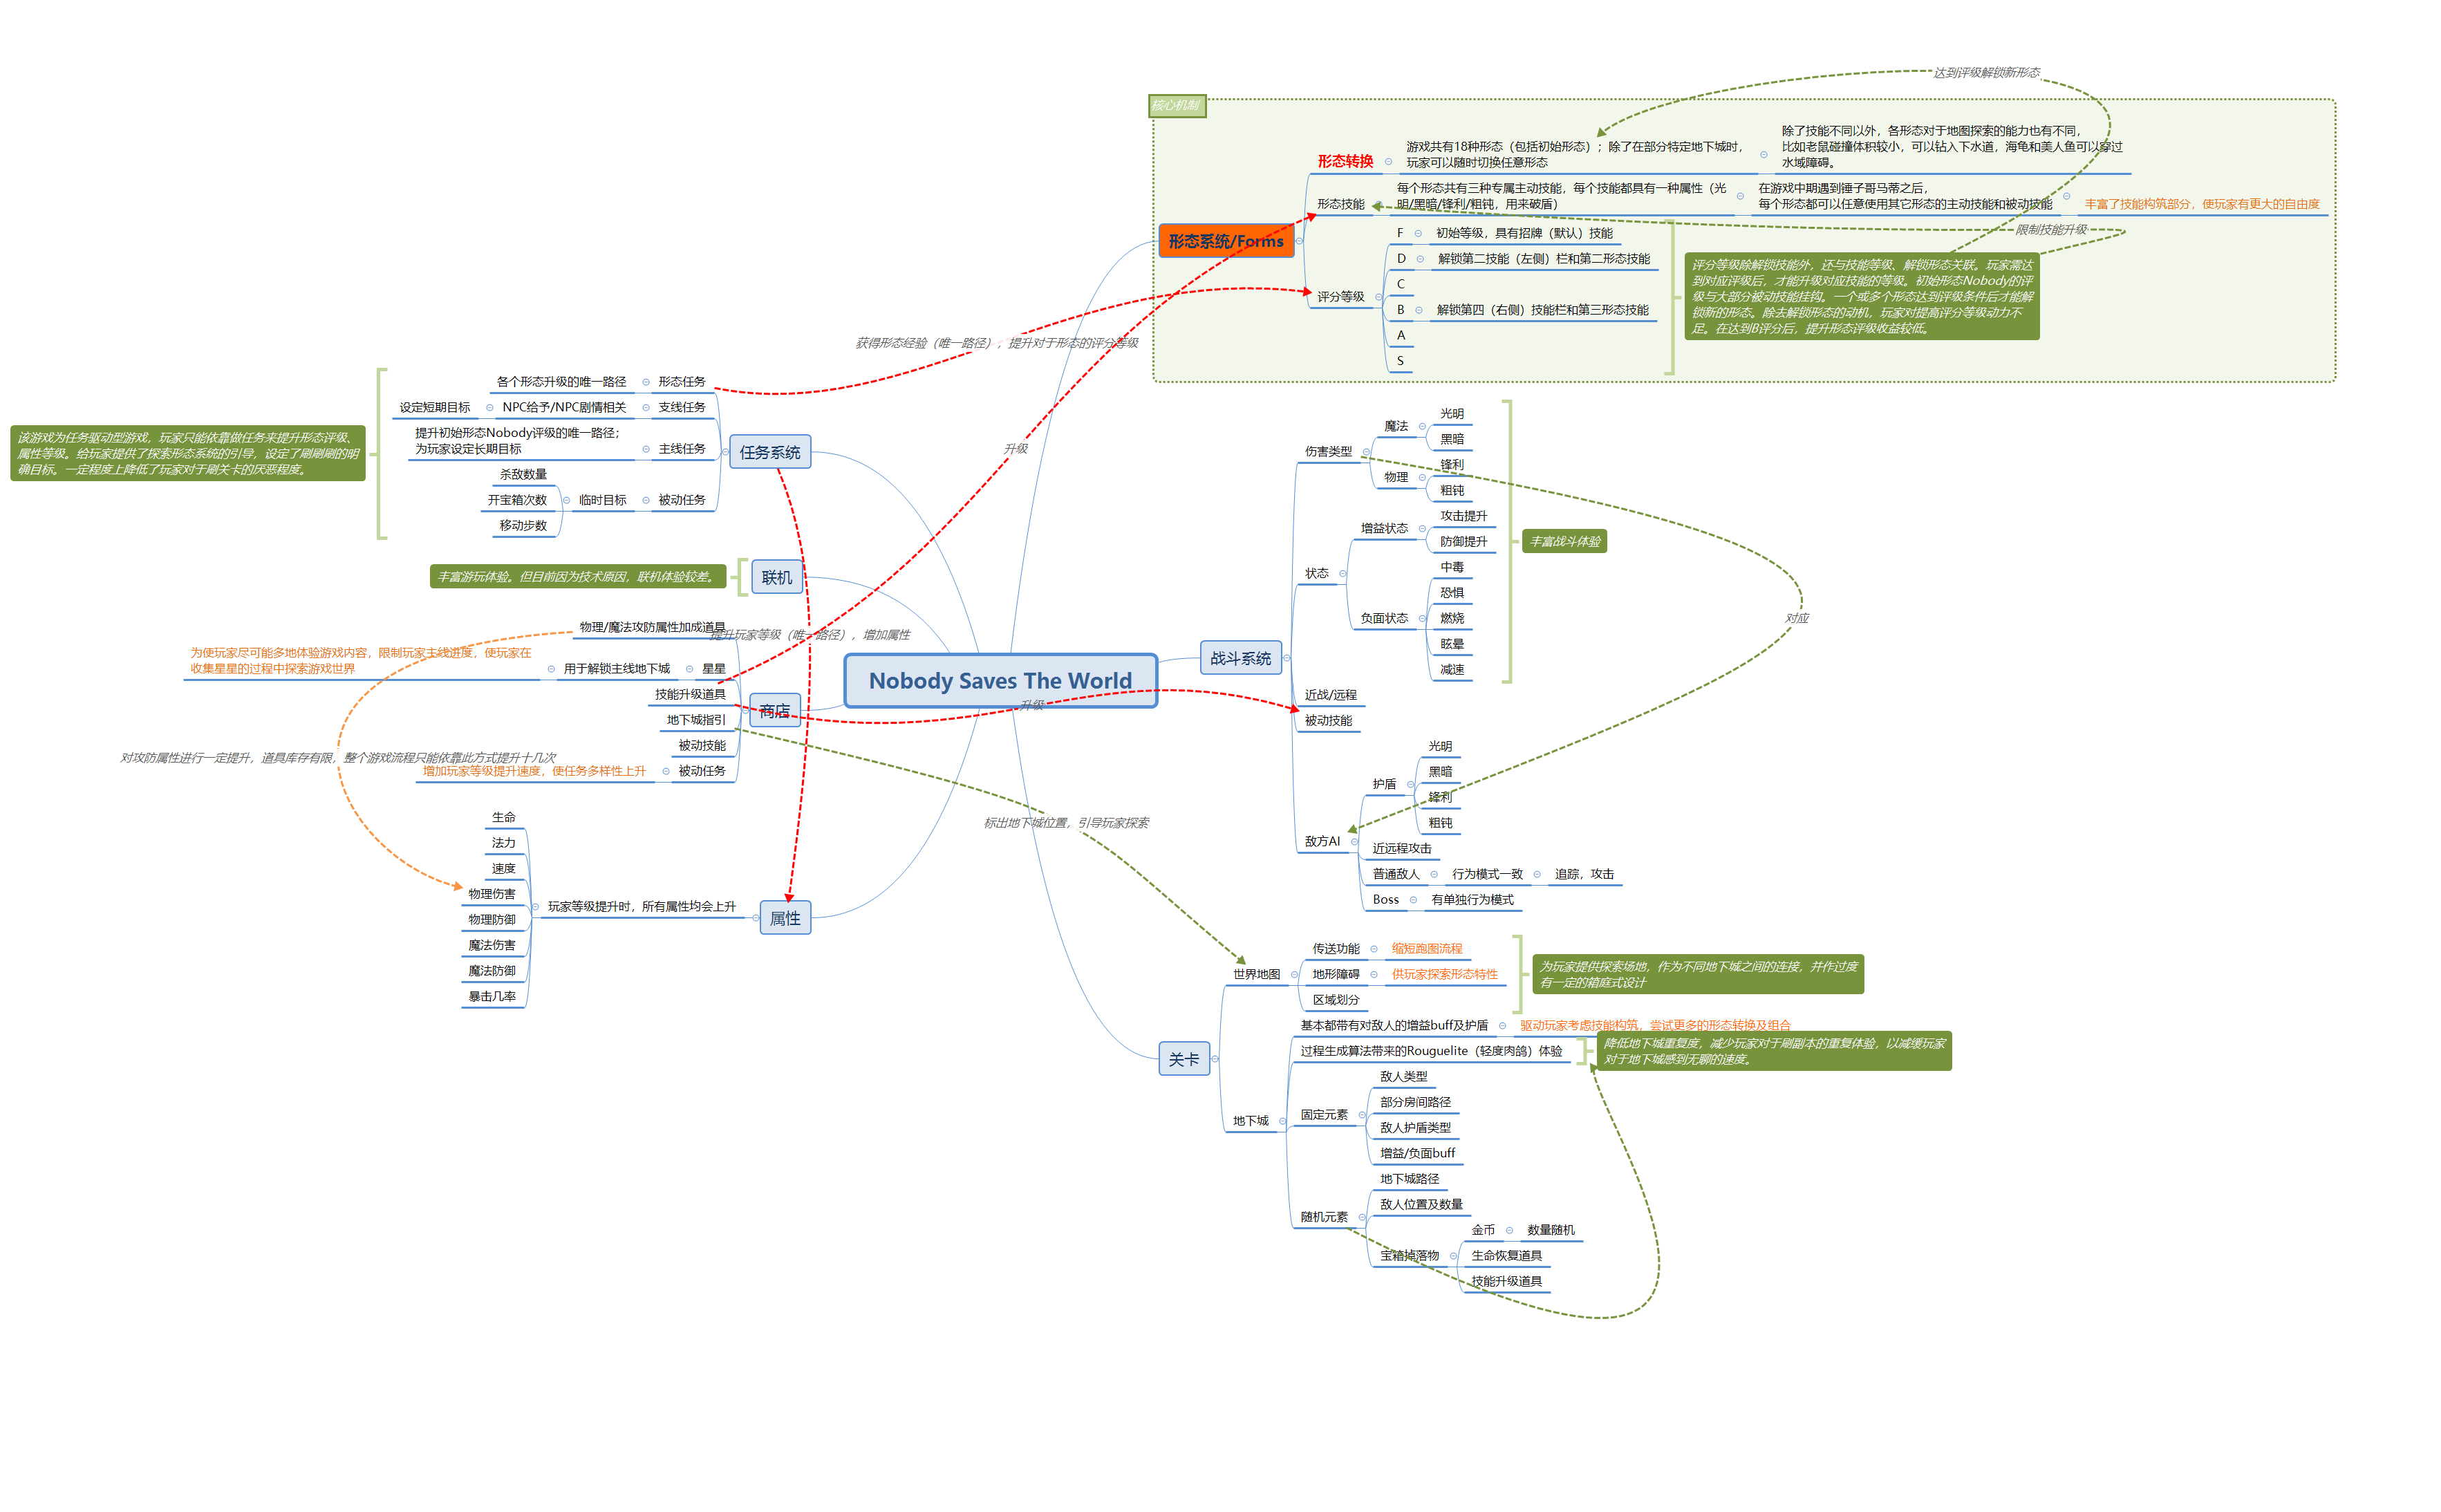 Nobody Saves The World
核心机制
形态系统/Forms
形态转换
游戏共有18种形态（包括初始形态）；除了在部分特定地下城时，
玩家可以随时切换任意形态
除了技能不同以外，各形态对于地图探索的能力也有不同，
比如老鼠碰撞体积较小，可以钻入下水道，海龟和美人鱼可以穿过
水域障碍。
达到评级解锁新形态
形态技能
每个形态共有三种专属主动技能，每个技能都具有一种属性（光
明/黑暗/锋利/粗钝，用来破盾）
在游戏中期遇到锤子哥马蒂之后，
每个形态都可以任意使用其它形态的主动技能和被动技能
丰富了技能构筑部分，使玩家有更大的自由度
限制技能升级
评分等级
F
初始等级，具有招牌（默认）技能
D
解锁第二技能（左侧）栏和第二形态技能
C
B
解锁第四（右侧）技能栏和第三形态技能
A
S
评分等级除解锁技能外，还与技能等级、解锁形态关联。玩家需达
到对应评级后，才能升级对应技能的等级。初始形态Nobody的评
级与大部分被动技能挂钩。一个或多个形态达到评级条件后才能解
锁新的形态。除去解锁形态的动机，玩家对提高评分等级动力不
足。在达到B评分后，提升形态评级收益较低。
战斗系统
伤害类型
魔法
光明
黑暗
物理
锋利
粗钝
状态
增益状态
攻击提升
防御提升
负面状态
中毒
恐惧
燃烧
眩晕
减速
丰富战斗体验
近战/远程
被动技能
敌方AI
护盾
光明
黑暗
锋利
粗钝
近远程攻击
普通敌人
行为模式一致
追踪，攻击
Boss
有单独行为模式
对应
关卡
世界地图
传送功能
缩短跑图流程
地形障碍
供玩家探索形态特性
区域划分
为玩家提供探索场地，作为不同地下城之间的连接，并作过度
有一定的箱庭式设计
地下城
基本都带有对敌人的增益buff及护盾
驱动玩家考虑技能构筑，尝试更多的形态转换及组合
过程生成算法带来的Rouguelite（轻度肉鸽）体验
降低地下城重复度，减少玩家对于刷副本的重复体验，以减缓玩家
对于地下城感到无聊的速度。
固定元素
敌人类型
部分房间路径
敌人护盾类型
增益/负面buff
随机元素
地下城路径
敌人位置及数量
宝箱掉落物
金币
数量随机
生命恢复道具
技能升级道具
任务系统
形态任务
各个形态升级的唯一路径
支线任务
NPC给予/NPC剧情相关
设定短期目标
主线任务
提升初始形态Nobody评级的唯一路径；
为玩家设定长期目标
被动任务
临时目标
杀敌数量
开宝箱次数
移动步数
该游戏为任务驱动型游戏，玩家只能依靠做任务来提升形态评级、
属性等级。给玩家提供了探索形态系统的引导，设定了刷刷刷的明
确目标。一定程度上降低了玩家对于刷关卡的厌恶程度。
获得形态经验（唯一路径），提升对于形态的评分等级
升级
联机
丰富游玩体验。但目前因为技术原因，联机体验较差。
提升玩家等级（唯一路径），增加属性
商店
物理/魔法攻防属性加成道具
星星
用于解锁主线地下城
为使玩家尽可能多地体验游戏内容，限制玩家主线进度，使玩家在
收集星星的过程中探索游戏世界
技能升级道具
地下城指引
被动技能
被动任务
增加玩家等级提升速度，使任务多样性上升
升级
对攻防属性进行一定提升，道具库存有限，整个游戏流程只能依靠此方式提升十几次
标出地下城位置，引导玩家探索
属性
玩家等级提升时，所有属性均会上升
生命
法力
速度
物理伤害
物理防御
魔法伤害
魔法防御
暴击几率